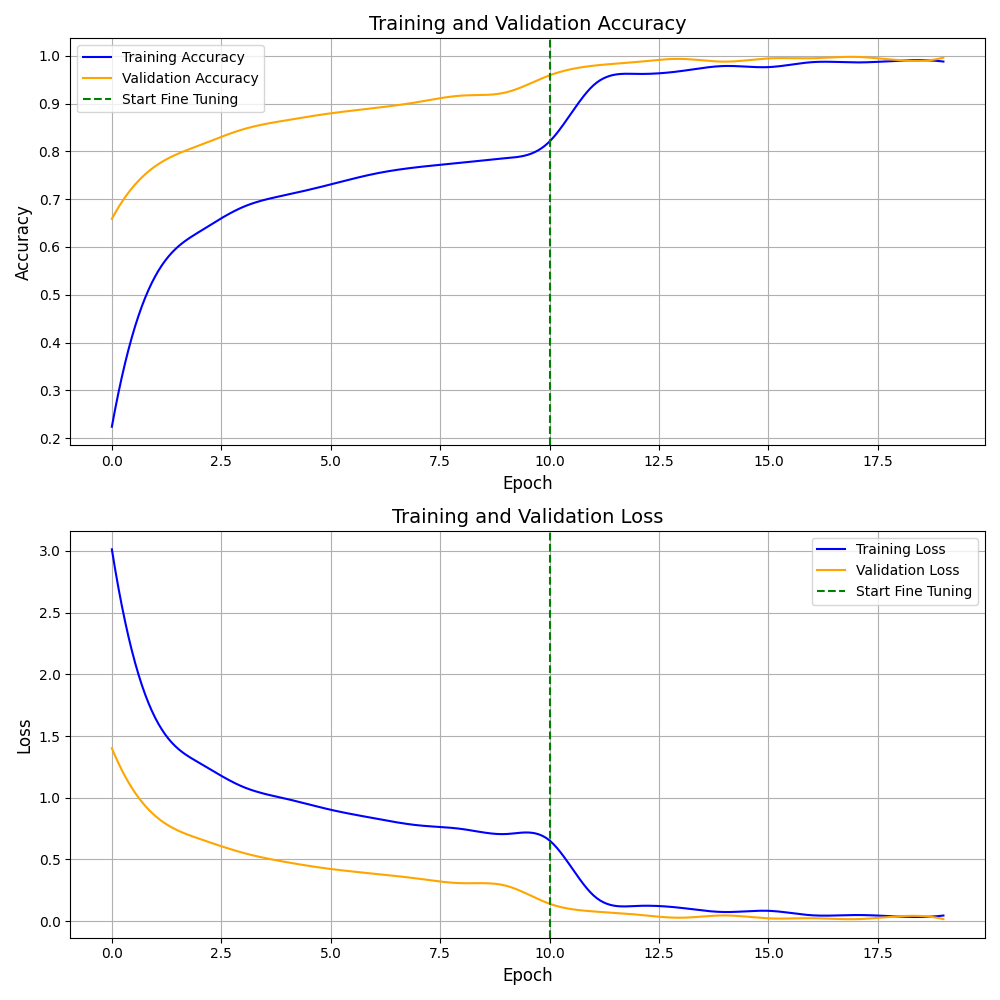 Training and Validation Accuracy
Training Accuracy
Validation Accuracy
Start Fine Tuning
Accuracy
1.0
0.9
0.8
0.7
0.6
0.5
0.4
0.3
0.2
0.0 2.5 5.0 7.5 10.0 12.5 15.0 17.5
Epoch
Training and Validation Loss
Training Loss
Validation Loss
Start Fine Tuning
Loss
3.0
2.5
2.0
1.5
1.0
0.5
0.0
0.0 2.5 5.0 7.5 10.0 12.5 15.0 17.5
Epoch